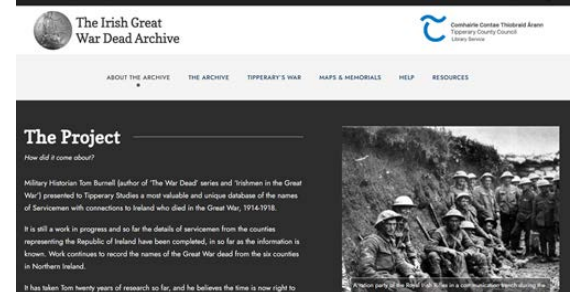 The Irish Great
War Dead Archive
Comhairle Contae Thiobraid Árann
Tipperary County Council
Library Service
ABOUT THE ARCHIVE
THE ARCHIVE
TIPPERARY'S WAR
MAPS & MEMORIALS
HELP
RESOURCES
The Project
How did it come about?
Military Historian Tom Burnell (author of 'The War Dead' series and 'Irishmen in the Great
War') presented to Tipperary Studies a most valuable and unique database of the names
of Servicemen with connections to Ireland who died in the Great War, 1914-1918.
It is still a work in progress and so far the details of servicemen from the counties
representing the Republic of Ireland have been completed, in so far as the information is
known. Work continues to record the names of the Great War dead from the six counties
in Northern Ireland.
It has taken Tom twenty years of research so far, and he believes the time is now right to
A ration party of the Royal Irish Rifles in a communication trench during the